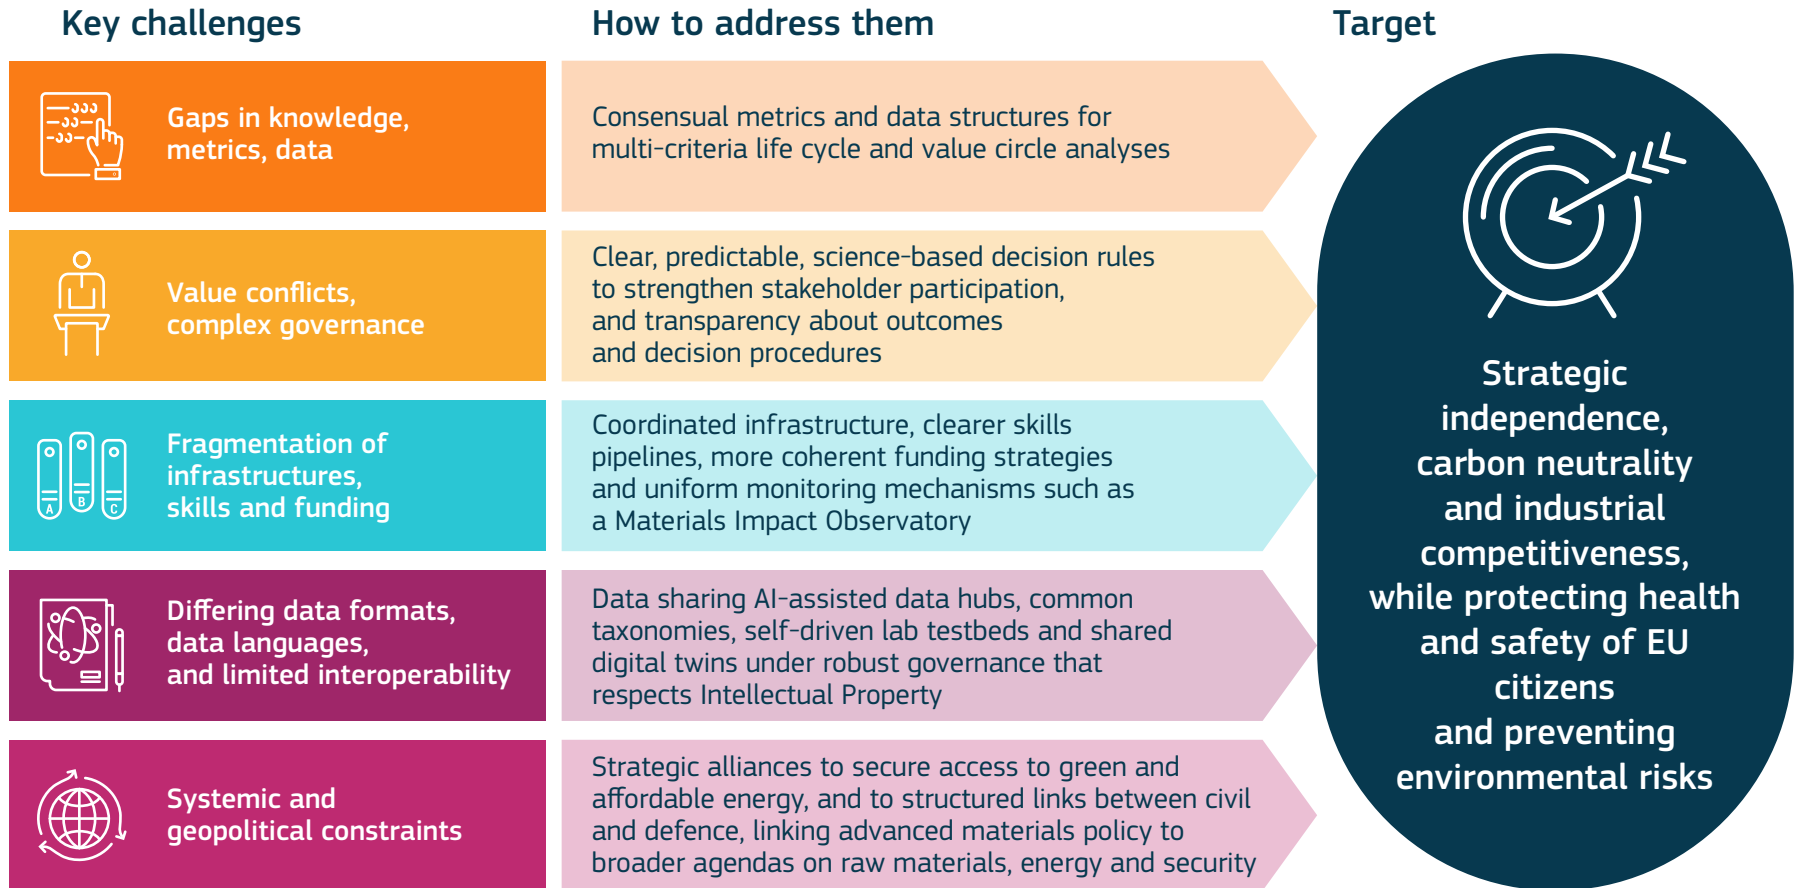 Key challenges
How to address them
Target
Gaps in knowledge,
metrics, data
Consensual metrics and data structures for
multi-criteria life cycle and value circle analyses
Value conflicts,
complex governance
Clear, predictable, science-based decision rules
to strengthen stakeholder participation,
and transparency about outcomes
and decision procedures
A
B
C
Fragmentation of
infrastructures,
skills and funding
Coordinated infrastructure, clearer skills
pipelines, more coherent funding strategies
and uniform monitoring mechanisms such as
a Materials Impact Observatory
Differing data formats,
data languages,
and limited interoperability
Data sharing AI-assisted data hubs, common
taxonomies, self-driven lab testbeds and shared
digital twins under robust governance that
respects Intellectual Property
Systemic and
geopolitical constraints
Strategic alliances to secure access to green and
affordable energy, and to structured links between civil
and defence, linking advanced materials policy to
broader agendas on raw materials, energy and security
Strategic
independence,
carbon neutrality
and industrial
competitiveness,
while protecting health
and safety of EU
citizens
and preventing
environmental risks